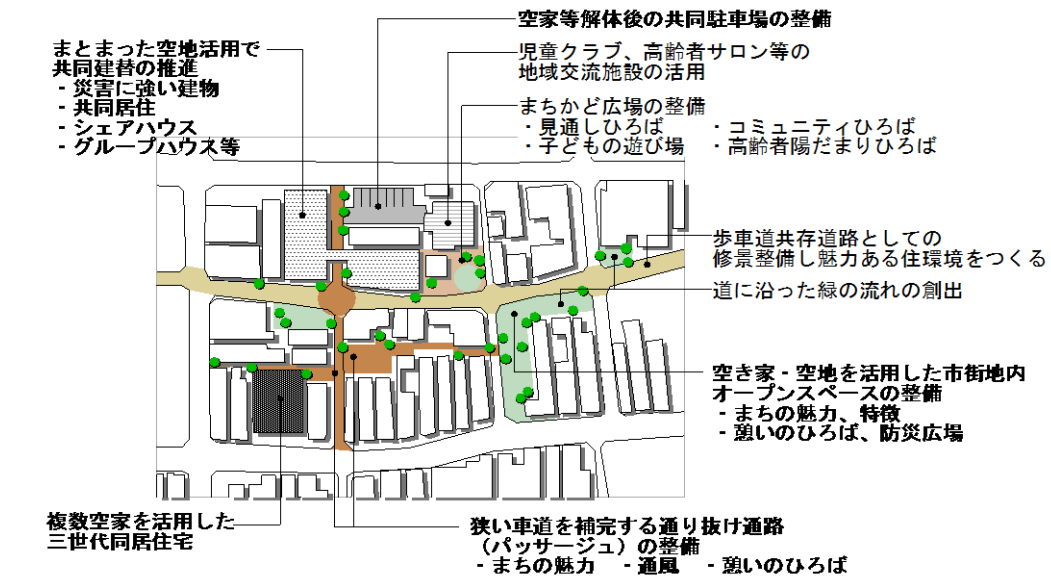 空家等解体後の共同駐車場の整備
まとまった空地活用で
共同建替の推進
・災害に強い建物
・共同居住
・シェアハウス
・グループハウス等
児童クラブ、高齢者サロン等の
地域交流施設の活用
まちかど広場の整備
・見通しひろば ・コミュニティひろば
・子どもの遊び場 ・高齢者陽だまりひろば
歩車道共存道路としての
修景整備し魅力ある住環境をつくる
道に沿った緑の流れの創出
空き家・空地を活用した市街地内
オープンスペースの整備
・まちの魅力、特徴
・憩いのひろば、防災広場
複数空家を活用した
三世代同居住宅
狭い車道を補完する通り抜け通路
（パッサージュ）の整備
・まちの魅力 ・通風 ・憩いのひろば